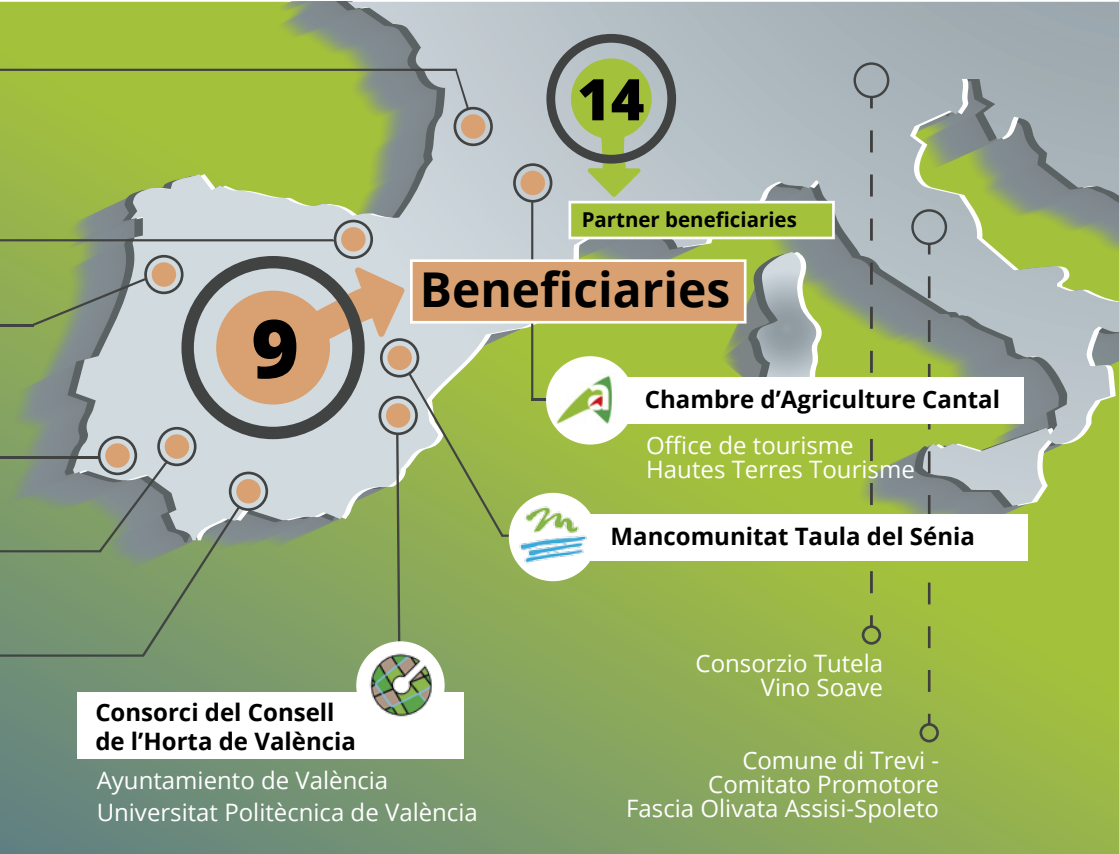 14
Partner beneficiaries
9
Beneficiaries
Chambre d’Agriculture Cantal
Office de tourisme
Hautes Terres Tourisme
Mancomunitat Taula del Sénia
Consorzio Tutela
Vino Soave
Consorci del Consell
de l’Horta de València
Ayuntamiento de València
Universitat Politècnica de València
Comune di Trevi -
Comitato Promotore
Fascia Olivata Assisi-Spoleto